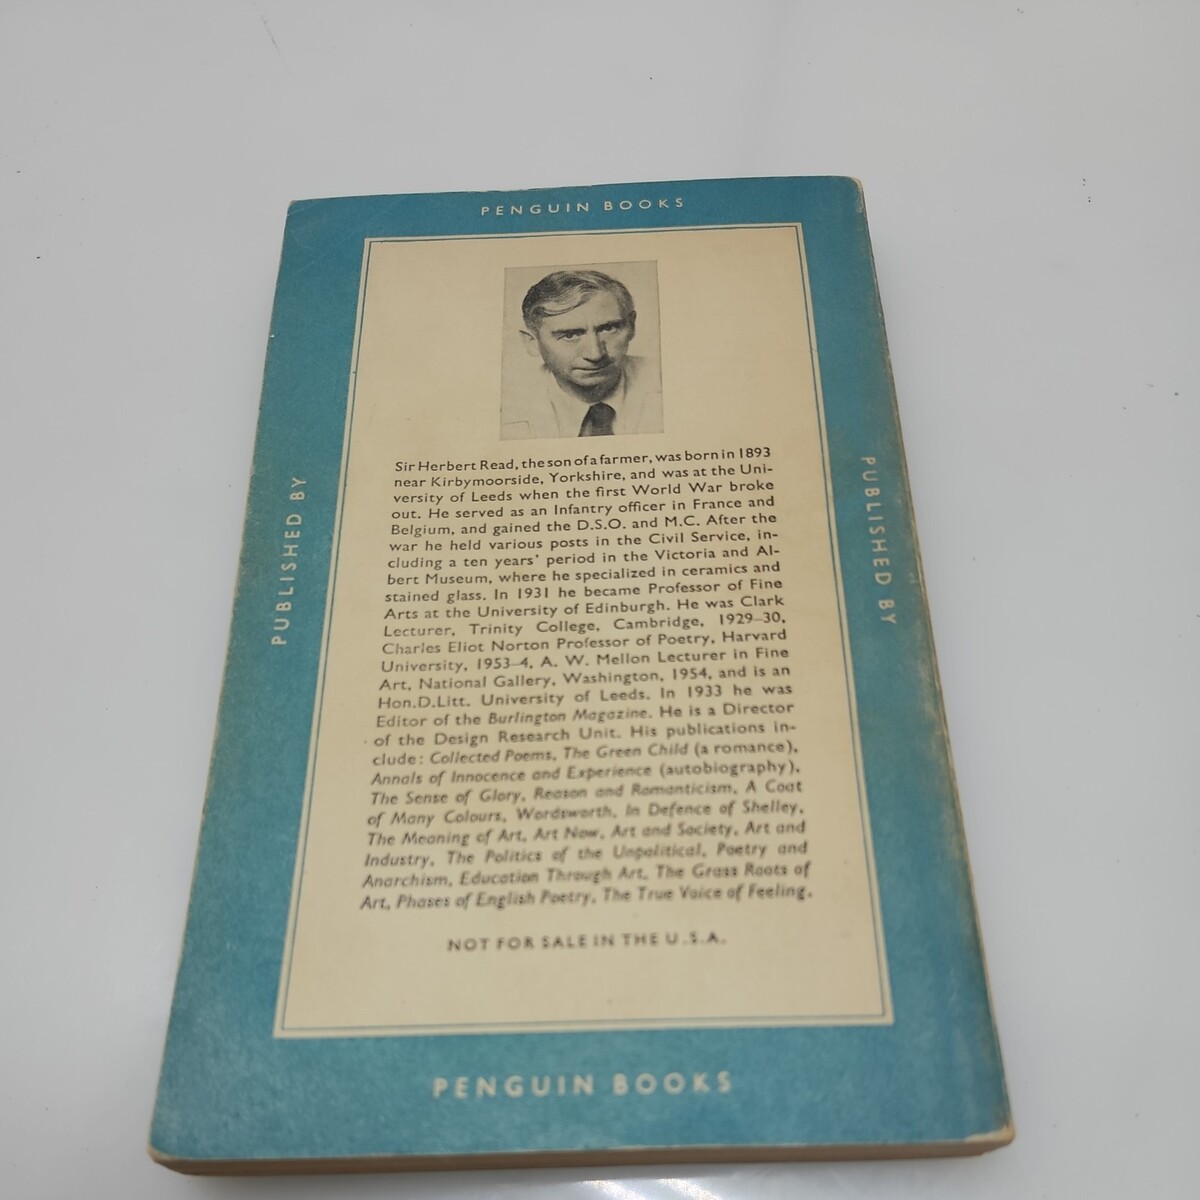 PENGUIN BOOKS
PUBLISHED BY
PUBLISHED BY
Sir Herbert Read, the son of a farmer, was born in 1893
near Kirbymoorside, Yorkshire, and was at the Uni-
versity of Leeds when the first World War broke
out. He served as an Infantry officer in France and
Belgium, and gained the D.S.O. and M.C. After the
war he held various posts in the Civil Service, in-
cluding a ten years' period in the Victoria and Al-
bert Museum, where he specialized in ceramics and
stained glass. In 1931 he became Professor of Fine
Arts at the University of Edinburgh. He was Clark
Lecturer, Trinity College, Cambridge, 1929–30,
Charles Eliot Norton Professor of Poetry, Harvard
University, 1953–4, A. W. Mellon Lecturer in Fine
Art, National Gallery, Washington, 1954, and is an
Hon.D.Litt. University of Leeds. In 1933 he was
Editor of the Burlington Magazine. He is a Director
of the Design Research Unit. His publications in-
clude: Collected Poems, The Green Child (a romance),
Annals of Innocence and Experience (autobiography),
The Sense of Glory, Reason and Romanticism, A Coat
of Many Colours, Wordsworth, In Defence of Shelley,
The Meaning of Art, Art Now, Art and Society, Art and
Industry, The Politics of the Unpolitical, Poetry and
Anarchism, Education Through Art, The Grass Roots of
Art, Phases of English Poetry, The True Voice of Feeling.
NOT FOR SALE IN THE U.S.A.
PENGUIN BOOKS